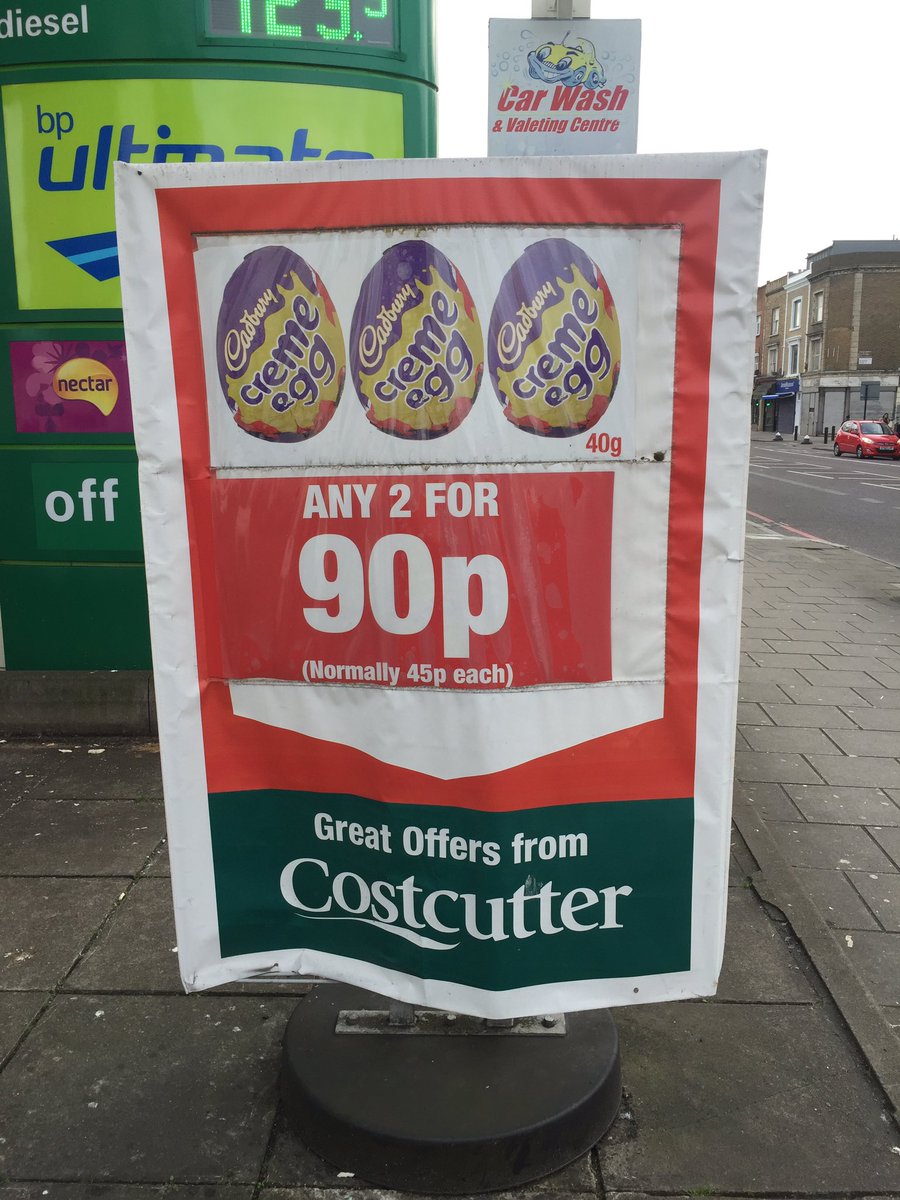 diesel
bp
ultimate
nectar
off
Car Wash
& Valeting Centre
Cadbury
creme
egg
Cadbury
creme
egg
Cadbury
creme
egg
40g
ANY 2 FOR
90p
(Normally 45p each)
Great Offers from
Costcutter